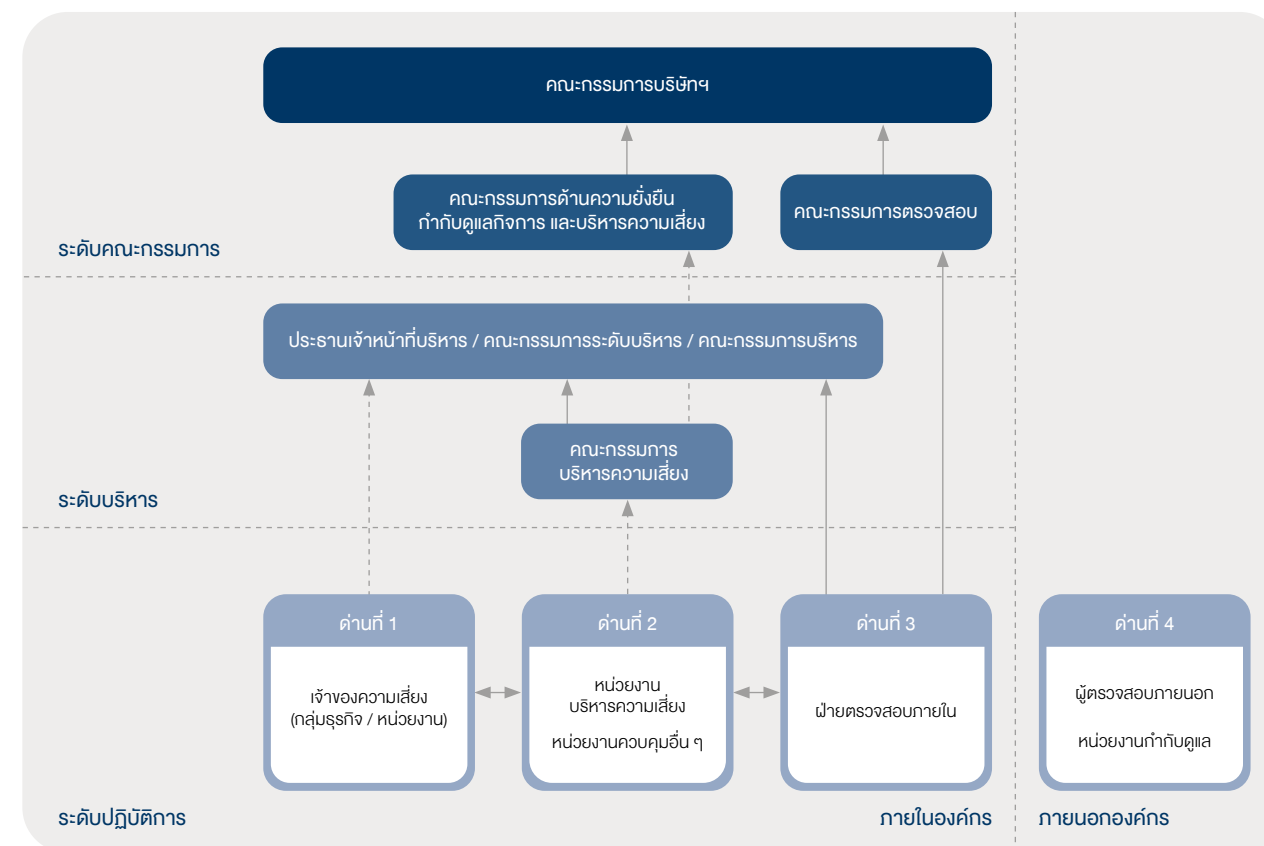 คณะกรรมการบริษัทฯ
คณะกรรมการด้านความยั่งยืน
กำกับดูแลกิจการ และบริหารความเสี่ยง
คณะกรรมการตรวจสอบ
ระดับคณะกรรมการ
ประธานเจ้าหน้าที่บริหาร / คณะกรรมการระดับบริหาร / คณะกรรมการบริหาร
คณะกรรมการ
บริหารความเสี่ยง
ระดับบริหาร
ด่านที่ 1
เจ้าของความเสี่ยง
(กลุ่มธุรกิจ / หน่วยงาน)
ด่านที่ 2
หน่วยงาน
บริหารความเสี่ยง
หน่วยงานควบคุมอื่น ๆ
ด่านที่ 3
ฝ่ายตรวจสอบภายใน
ด่านที่ 4
ผู้ตรวจสอบภายนอก
หน่วยงานกำกับดูแล
ระดับปฏิบัติการ
ภายในองค์กร
ภายนอกองค์กร